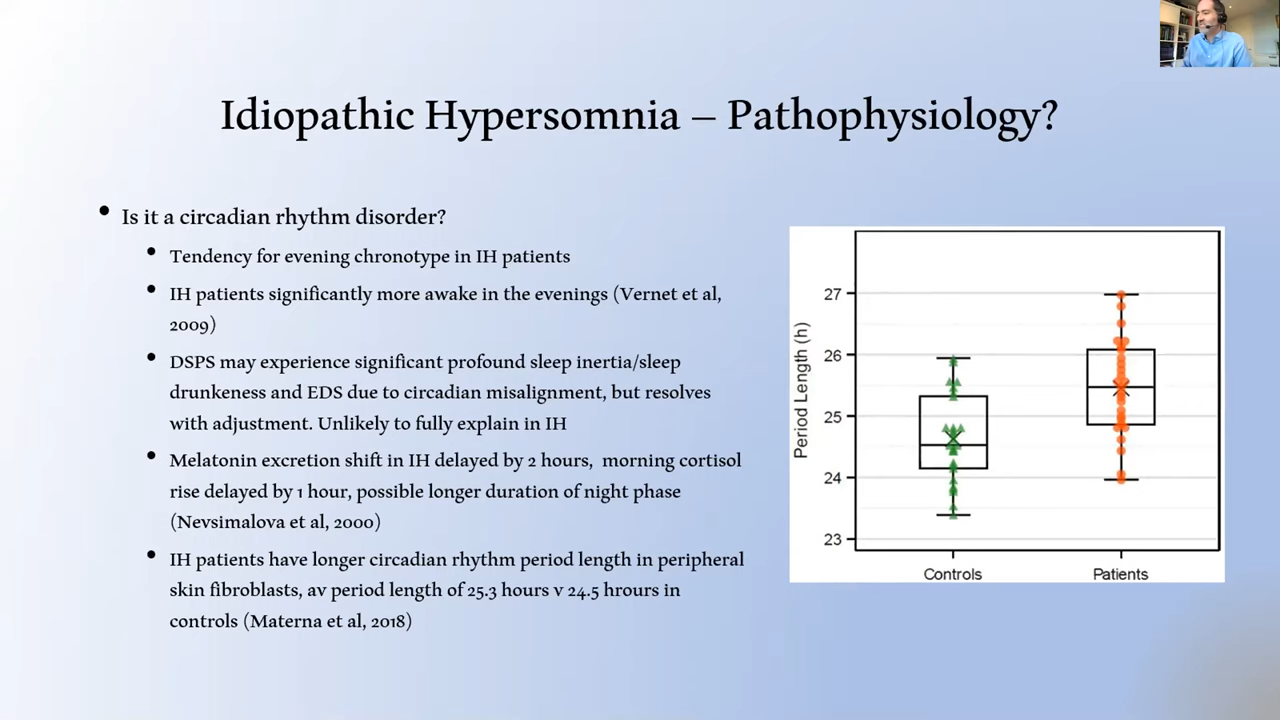 Idiopathic Hypersomnia – Pathophysiology?
• Is it a circadian rhythm disorder?
• Tendency for evening chronotype in IH patients
• IH patients significantly more awake in the evenings (Vernet et al,
2009)
• DSPS may experience significant profound sleep inertia/sleep
drunkeness and EDS due to circadian misalignment, but resolves
with adjustment. Unlikely to fully explain in IH
• Melatonin excretion shift in IH delayed by 2 hours, morning cortisol
rise delayed by 1 hour, possible longer duration of night phase
(Nevsimalova et al, 2000)
• IH patients have longer circadian rhythm period length in peripheral
skin fibroblasts, av period length of 25.3 hours v 24.5 hrours in
controls (Materna et al, 2018)
Period Length (h)
27
26
25
24
23
Controls
Patients